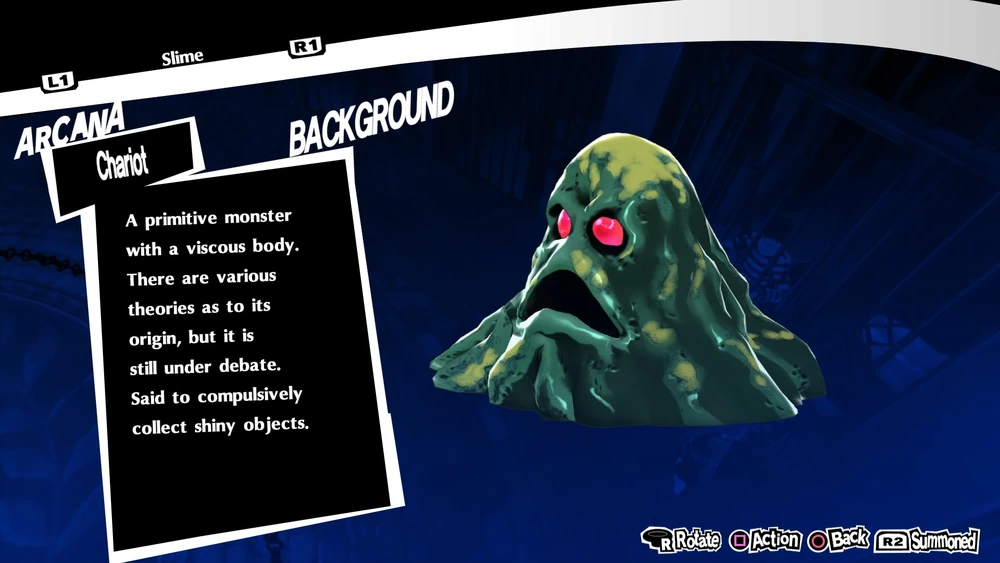 Slime
L1
R1
ARCANA
Chariot
BACKGROUND
A primitive monster
with a viscous body.
There are various
theories as to its
origin, but it is
still under debate.
Said to compulsively
collect shiny objects.
R Rotate Action Back R2 Summoned